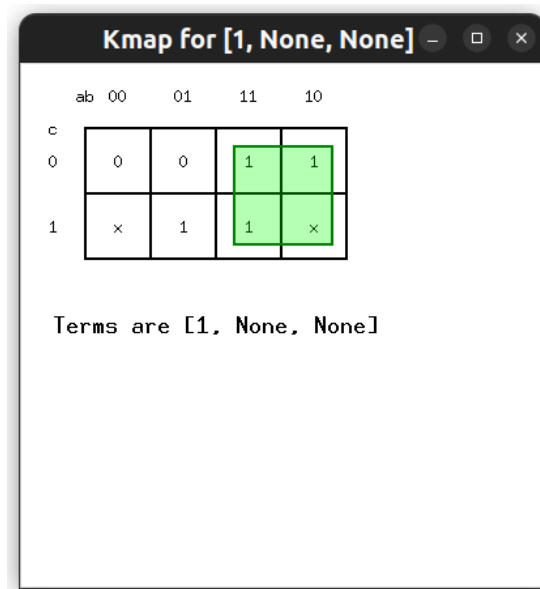 Kmap for [1, None, None]
ab 00 01 11 10
c
0 0 0 1 1
1 x 1 1 x
Terms are [1, None, None]